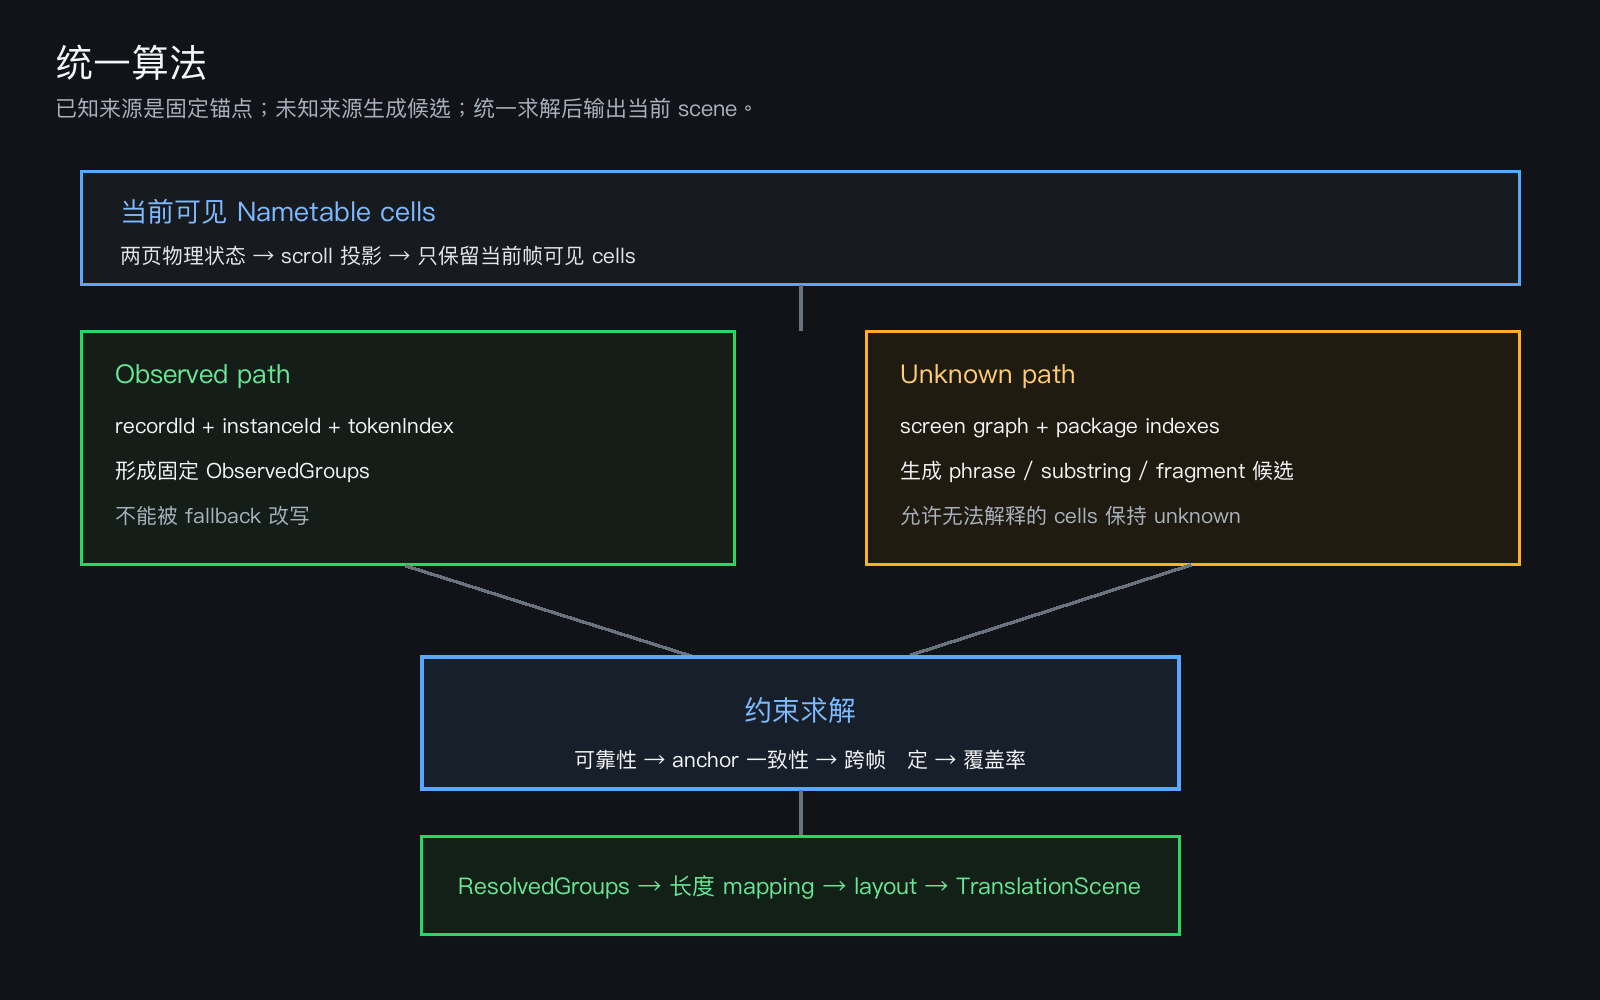 统一算法
已知来源是固定锚点；未知来源生成候选；统一求解后输出当前 scene。
当前可见 Nametable cells
两页物理状态 → scroll 投影 → 只保留当前帧可见 cells
Observed path
recordId + instanceId + tokenIndex
形成固定 ObservedGroups
不能被 fallback 改写
Unknown path
screen graph + package indexes
生成 phrase / substring / fragment 候选
允许无法解释的 cells 保持 unknown
约束求解
可靠性 → anchor 一致性 → 跨帧　定 → 覆盖率
ResolvedGroups → 长度 mapping → layout → TranslationScene